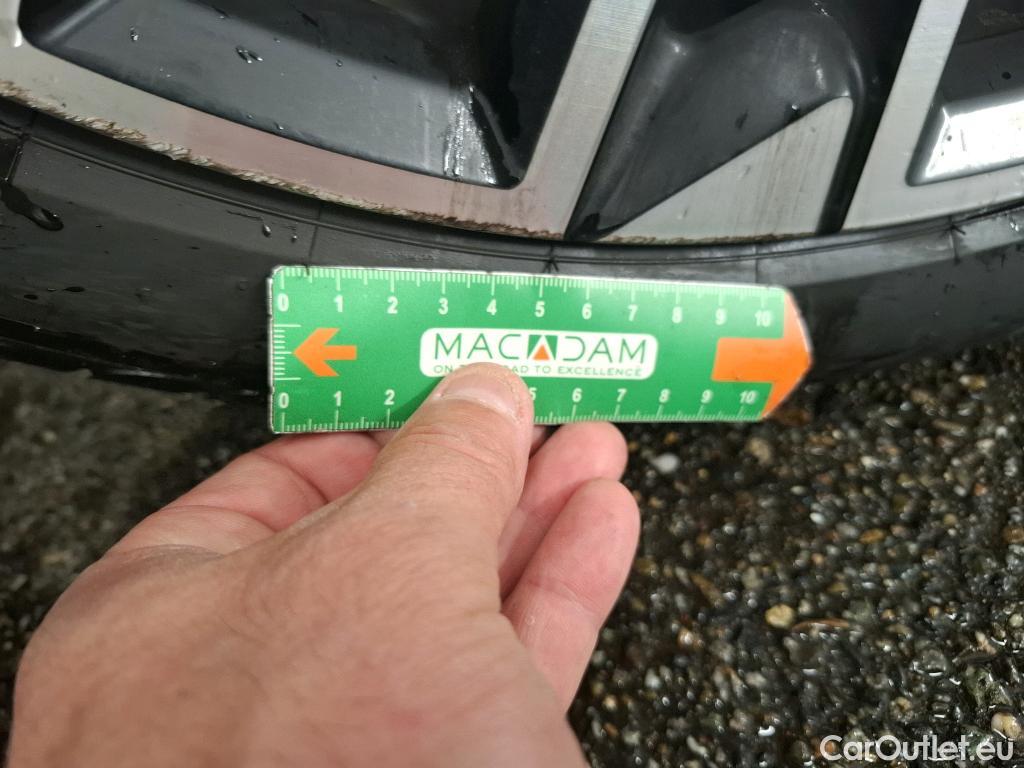 0 1 2 3 4 5 6 7 8 9 10
MACADAM
ON TO EXCELLENCE
0 1 2 5 6 7 8 9 10
CarOutlet.eu